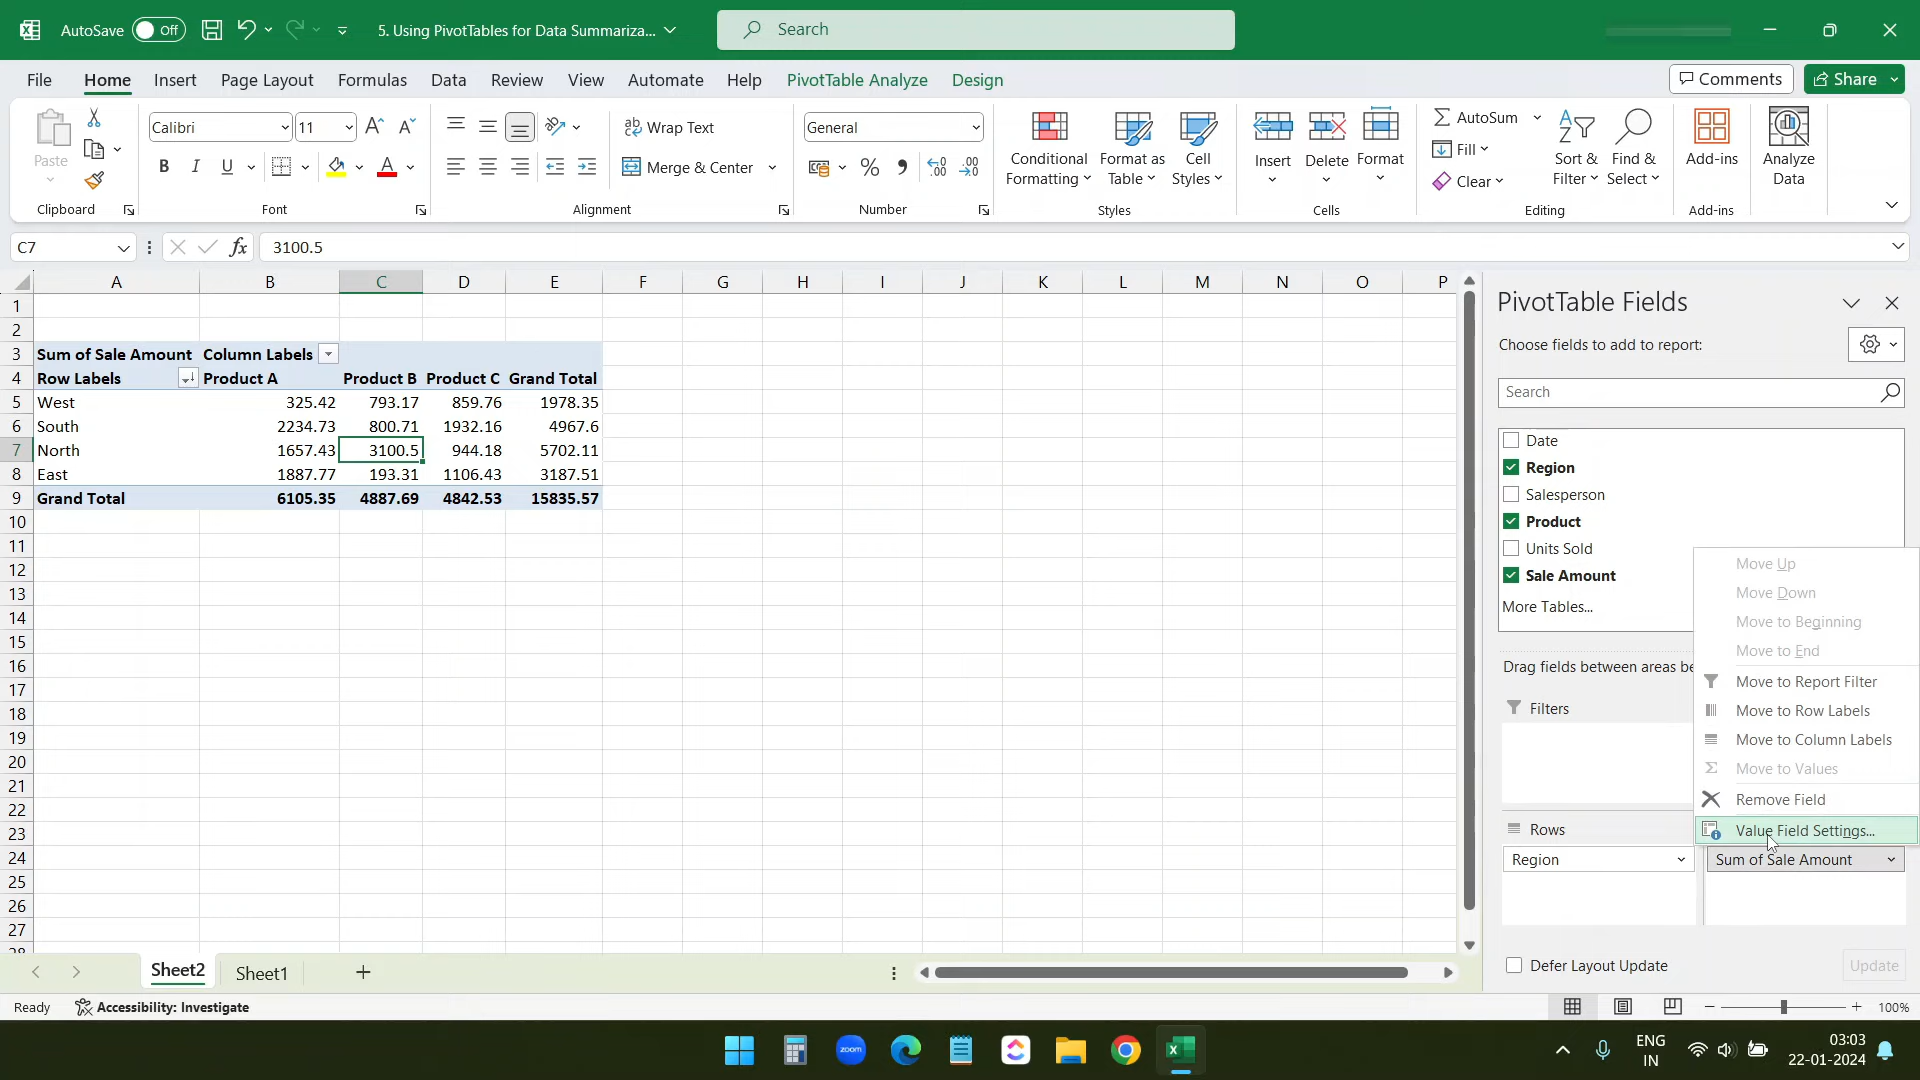 AutoSave Off 5. Using PivotTables for Data Summariza... Search
File Home Insert Page Layout Formulas Data Review View Automate Help PivotTable Analyze Design Comments Share
Paste Calibri 11 Wrap Text General Conditional Formatting Format as Table Cell Styles Insert Delete Format AutoSum Sort & Filter Find & Select Add-ins Analyze Data
B I U Merge & Center Fill
Clear
Clipboard Font Alignment Number Styles Cells Editing Add-ins
C7 fx 3100.5
A B C D E F G H I J K L M N O P
1
2
3 Sum of Sale Amount Column Labels
4 Row Labels Product A Product B Product C Grand Total
5 West 325.42 793.17 859.76 1978.35
6 South 2234.73 800.71 1932.16 4967.6
7 North 1657.43 3100.5 944.18 5702.11
8 East 1887.77 193.31 1106.43 3187.51
9 Grand Total 6105.35 4887.69 4842.53 15835.57
10
11
12
13
14
15
16
17
18
19
20
21
22
23
24
25
26
27
28
PivotTable Fields
Choose fields to add to report:
Search
Date
Region
Salesperson
Product
Units Sold
Sale Amount
More Tables...
Drag fields between areas be
Filters
Rows
Region
Move Up
Move Down
Move to Beginning
Move to End
Move to Report Filter
Move to Row Labels
Move to Column Labels
Move to Values
Remove Field
Value Field Settings...
Sum of Sale Amount
Defer Layout Update Update
Sheet2 Sheet1
Ready Accessibility: Investigate 100%
zoom
ENG
IN
03:03
22-01-2024